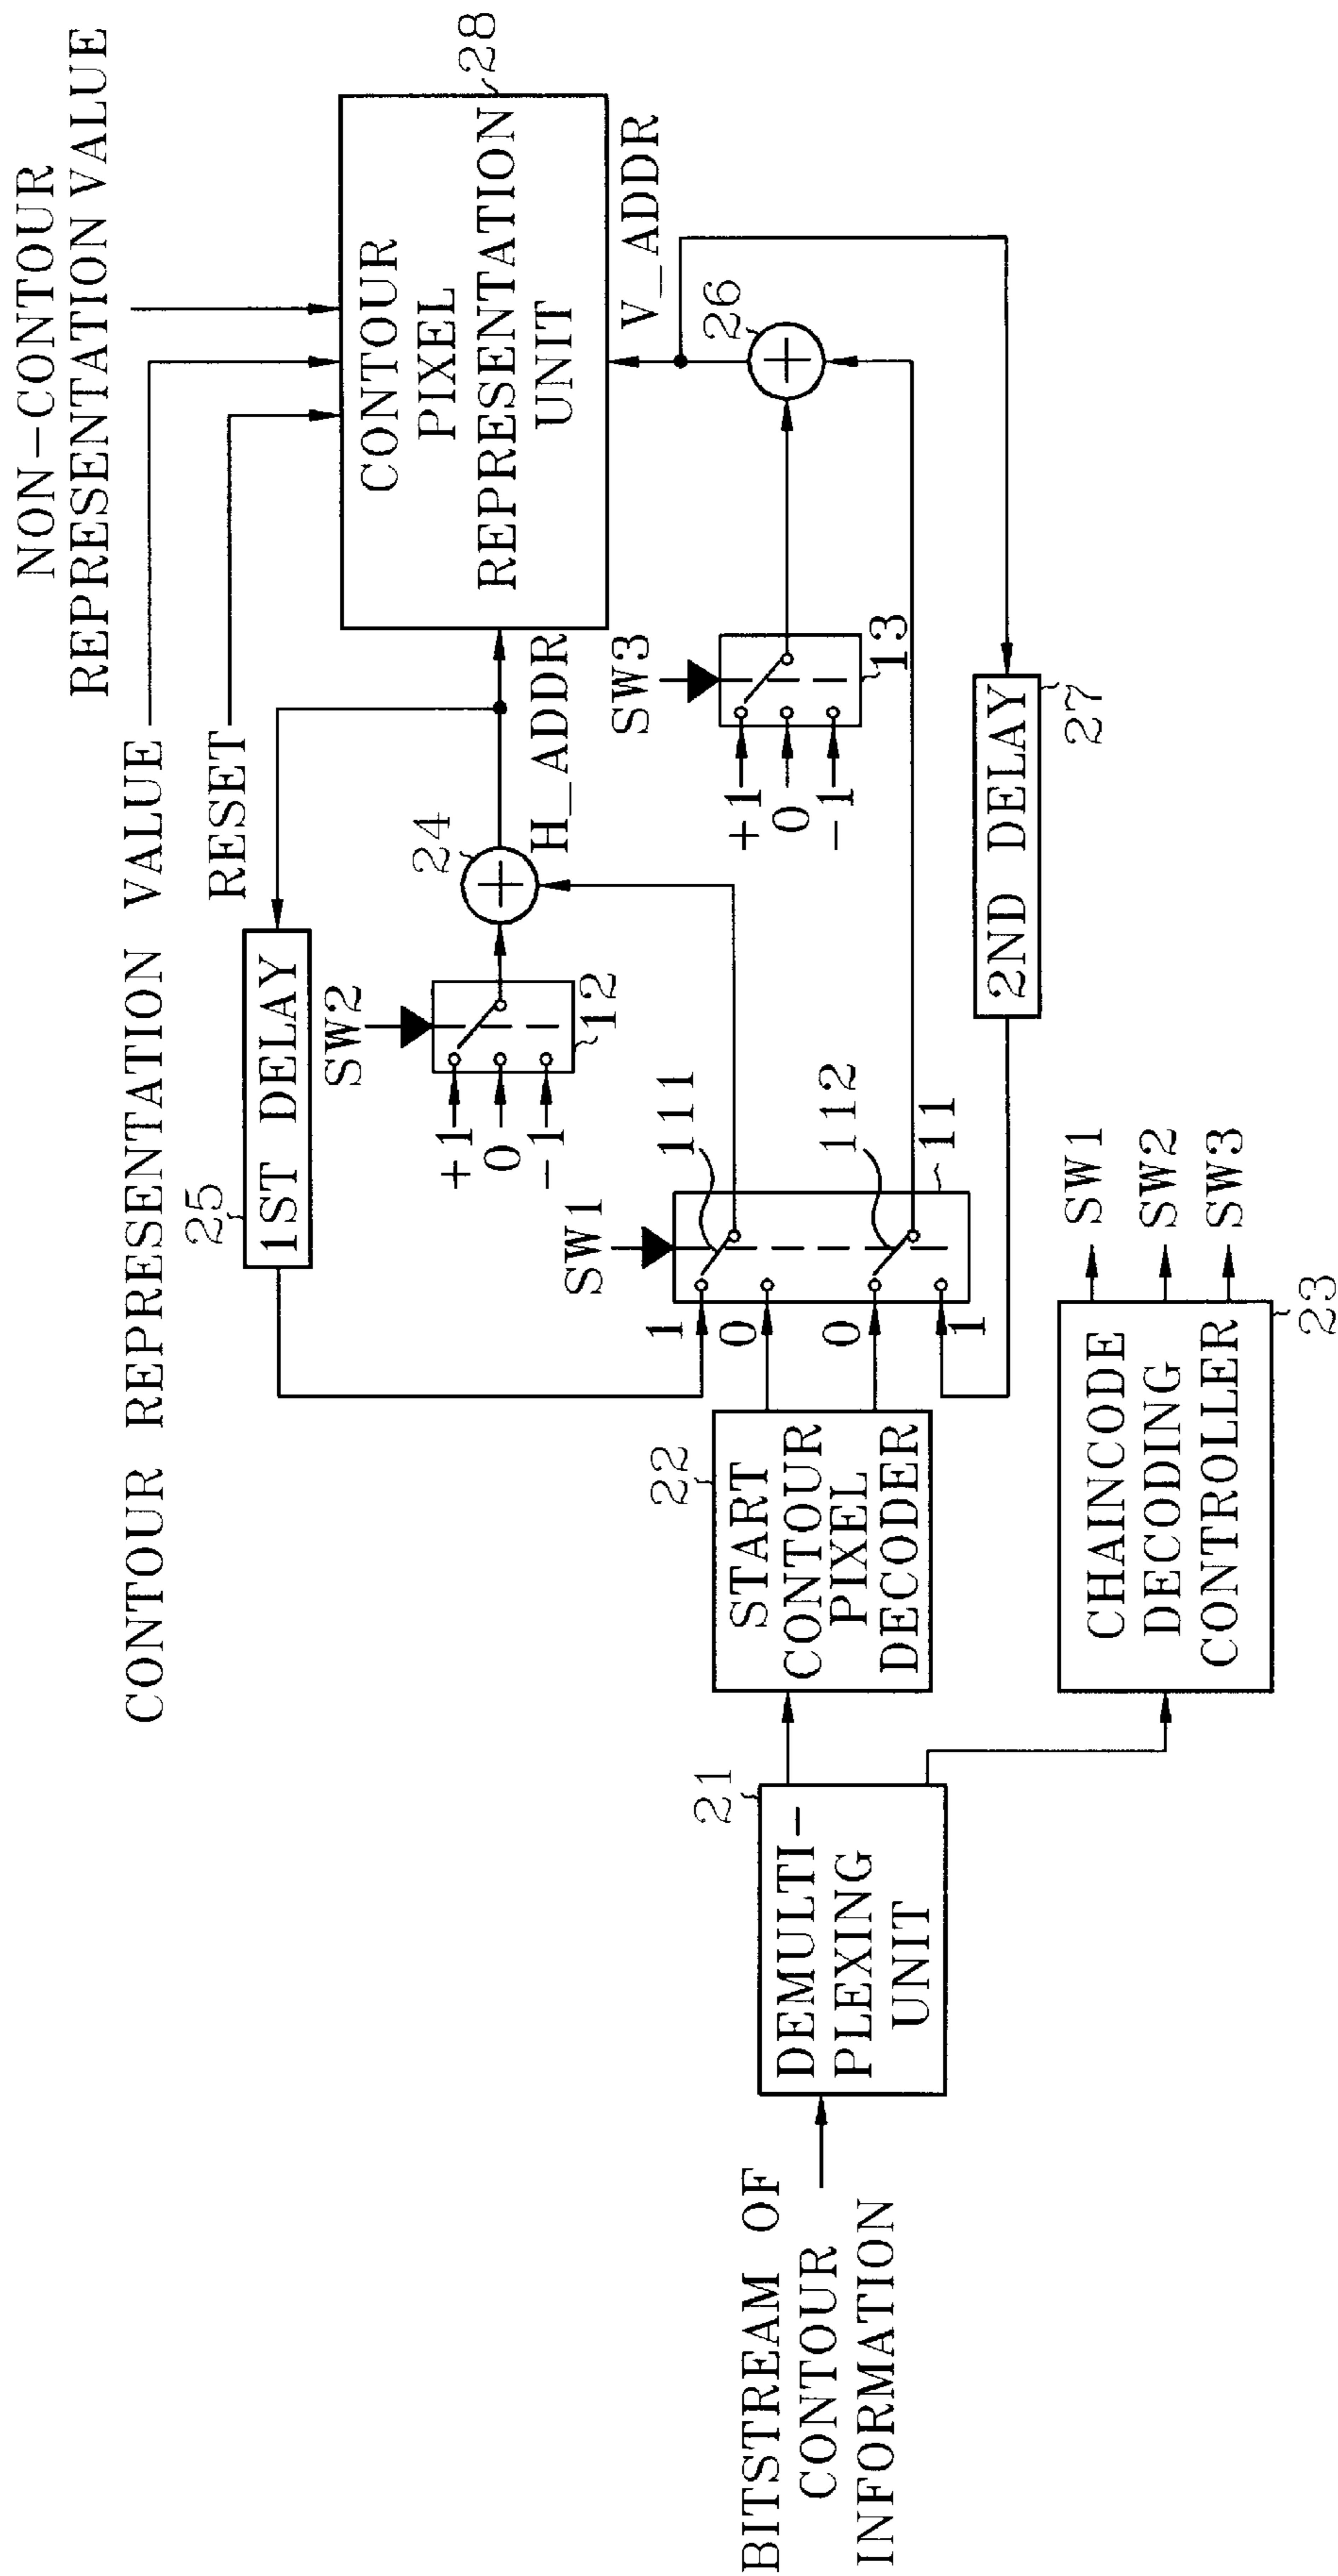 NON-CONTOUR
REPRESENTATION VALUE
CONTOUR REPRESENTATION VALUE
RESET
25
1ST DELAY
SW2
+1
0
-1
12
24
H_ADDR
28
CONTOUR
PIXEL
REPRESENTATION
UNIT
V_ADDR
26
SW3
+1
0
-1
13
SW1
111
1
0
0
1
112
11
2ND DELAY
27
22
START
CONTOUR
PIXEL
DECODER
21
DEMULTI-
PLEXING
UNIT
BITSTREAM OF
CONTOUR
INFORMATION
CHAINCODE
DECODING
CONTROLLER
23
SW1
SW2
SW3